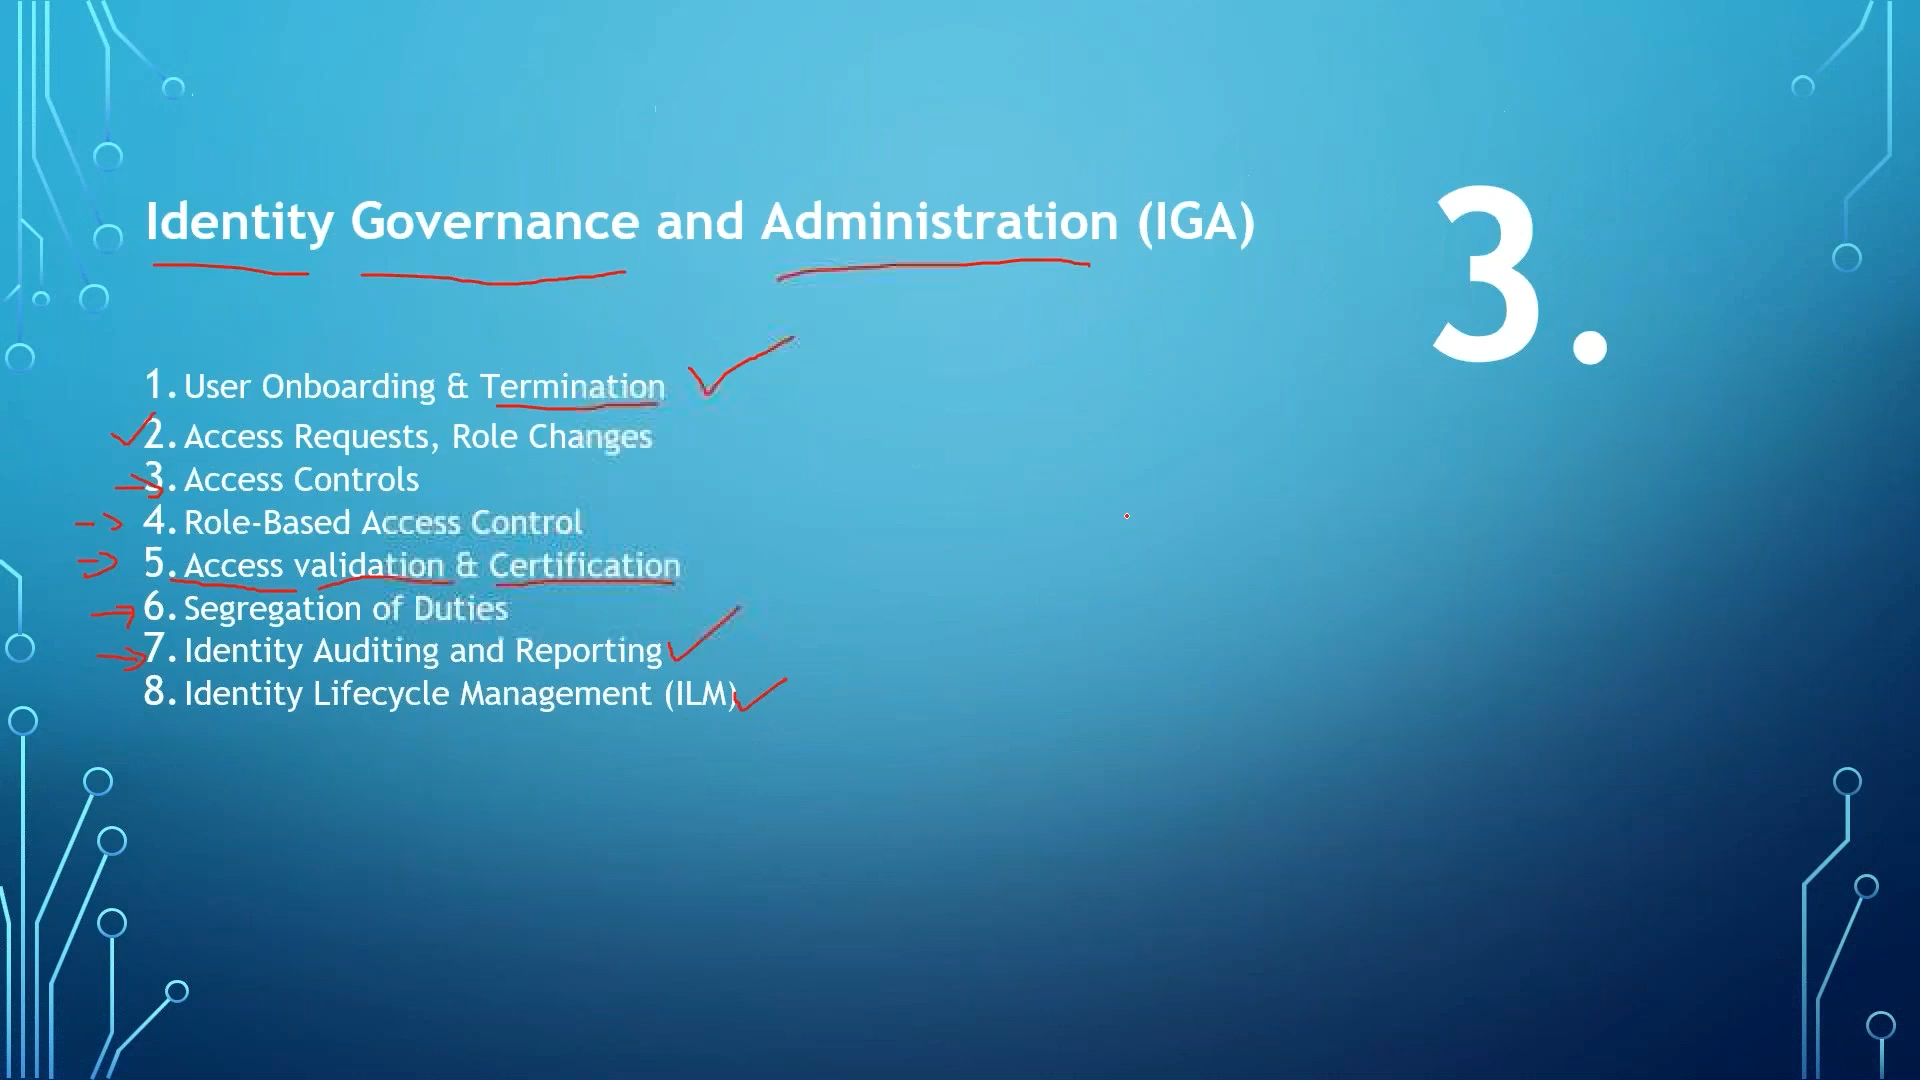 Identity Governance and Administration (IGA)
3.
1. User Onboarding & Termination
2. Access Requests, Role Changes
3. Access Controls
4. Role-Based Access Control
5. Access validation & Certification
6. Segregation of Duties
7. Identity Auditing and Reporting
8. Identity Lifecycle Management (ILM)